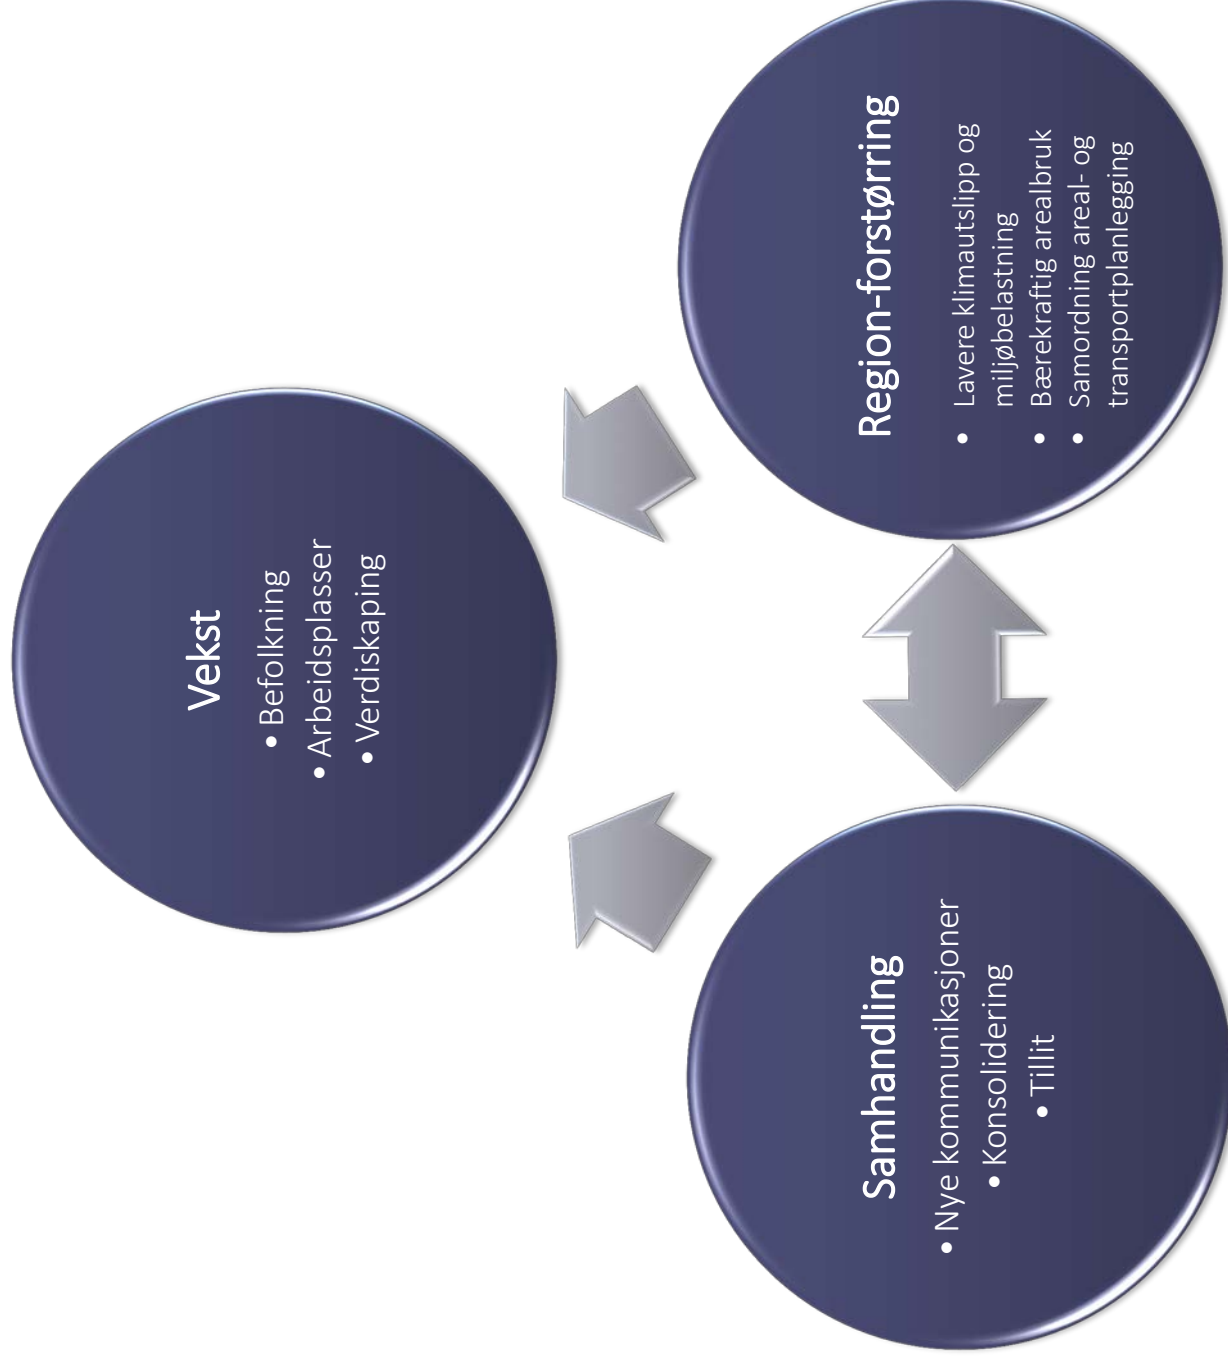 Vekst
• Befolkning
• Arbeidsplasser
• Verdiskaping
Samhandling
• Nye kommunikasjoner
• Konsolidering
• Tillit
Region-forstørring
• Lavere klimautslipp og
miljøbelastning
• Bærekraftig arealbruk
• Samordning areal- og
transportplanlegging